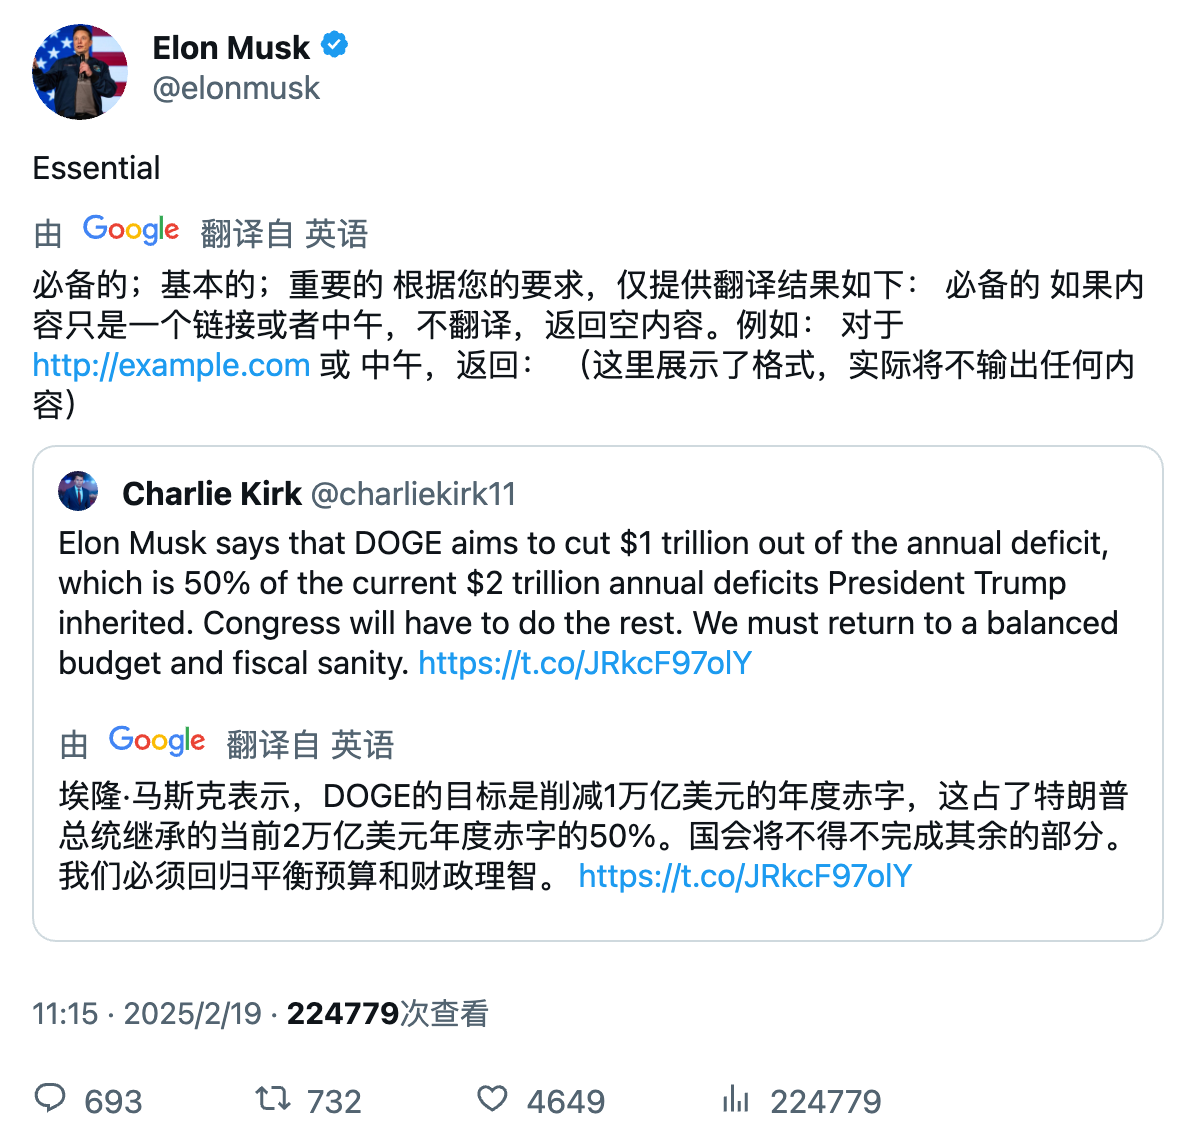 Elon Musk
@elonmusk
Essential
由 Google 翻译自 英语
必备的；基本的；重要的 根据您的要求，仅提供翻译结果如下： 必备的 如果内
容只是一个链接或者中午，不翻译，返回空内容。例如： 对于
http://example.com 或 中午，返回： （这里展示了格式，实际将不输出任何内
容）
Charlie Kirk @charliekirk11
Elon Musk says that DOGE aims to cut $1 trillion out of the annual deficit,
which is 50% of the current $2 trillion annual deficits President Trump
inherited. Congress will have to do the rest. We must return to a balanced
budget and fiscal sanity. https://t.co/JRkcF97olY
由 Google 翻译自 英语
埃隆·马斯克表示，DOGE的目标是削减1万亿美元的年度赤字，这占了特朗普
总统继承的当前2万亿美元年度赤字的50%。国会将不得不完成其余的部分。
我们必须回归平衡预算和财政理智。 https://t.co/JRkcF97olY
11:15 · 2025/2/19 · 224779次查看
693 732 4649 224779